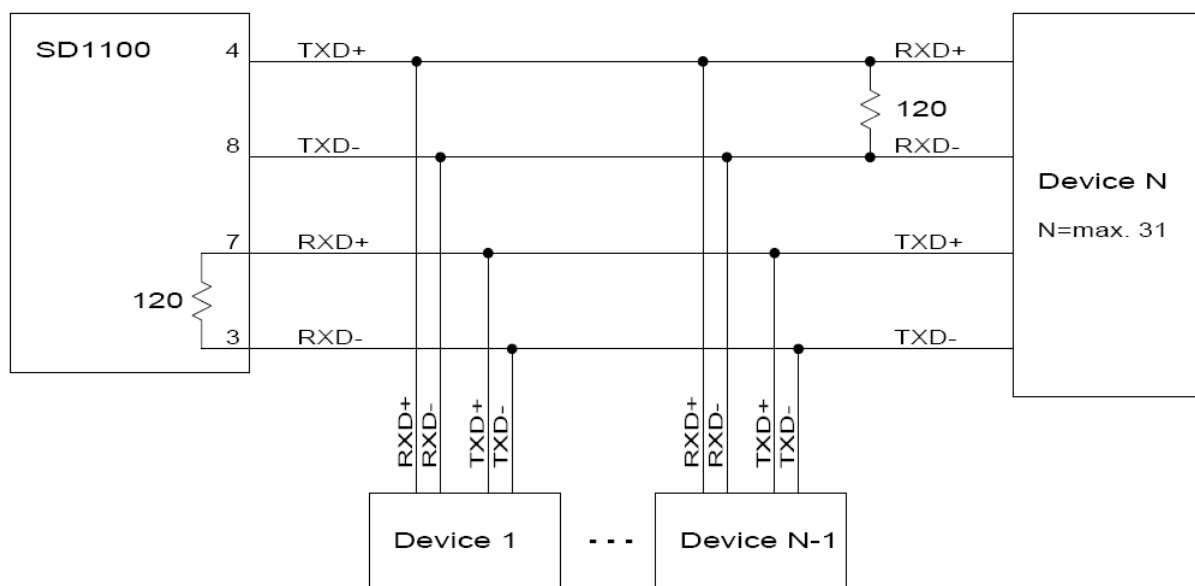 SD1100
4
TXD+
RXD+
120
8
TXD-
RXD-
Device N
N=max. 31
7
RXD+
TXD+
120
3
RXD-
TXD-
RXD+
RXD-
TXD+
TXD-
RXD+
RXD-
TXD+
TXD-
Device 1
- - -
Device N-1